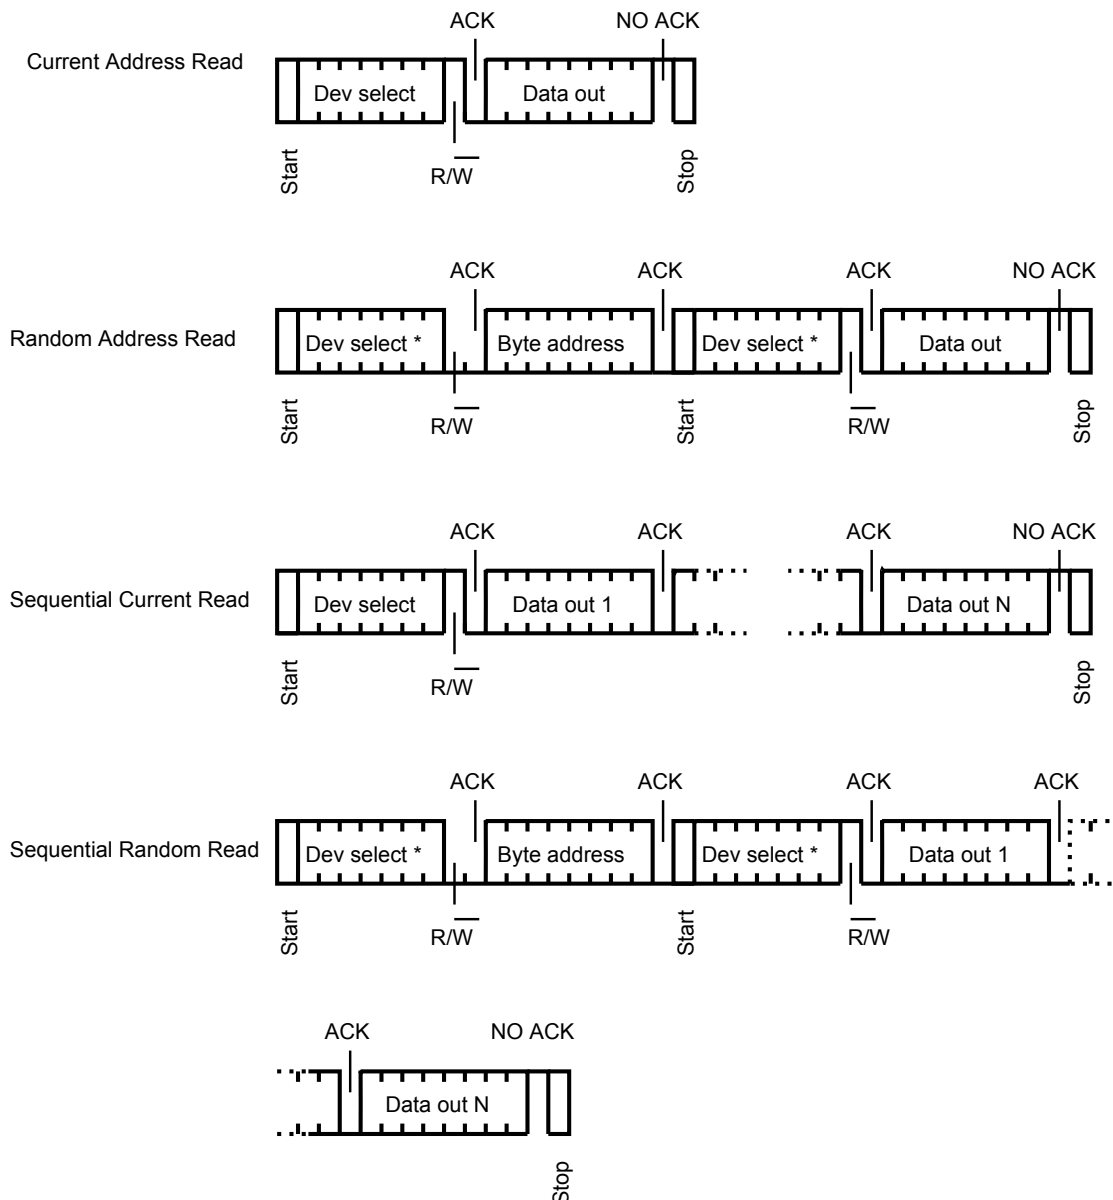 ACK NO ACK
Current Address Read
Dev select Data out
Start R/W̅ Stop
ACK ACK ACK NO ACK
Random Address Read
Dev select * Byte address Dev select * Data out
Start R/W̅ Start R̅/W Stop
ACK ACK ACK NO ACK
Sequential Current Read
Dev select Data out 1 Data out N
Start R/W̅ Stop
ACK ACK ACK ACK
Sequential Random Read
Dev select * Byte address Dev select * Data out 1
Start R/W̅ Start R̅/W
ACK NO ACK
Data out N
Stop